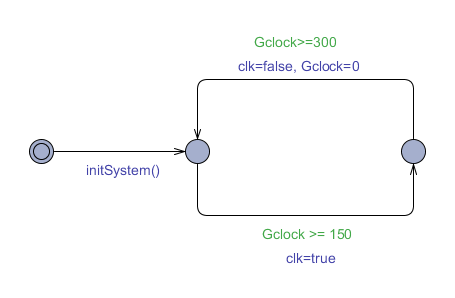 Gclock>=300
clk=false, Gclock=0
initSystem()
Gclock >= 150
clk=true